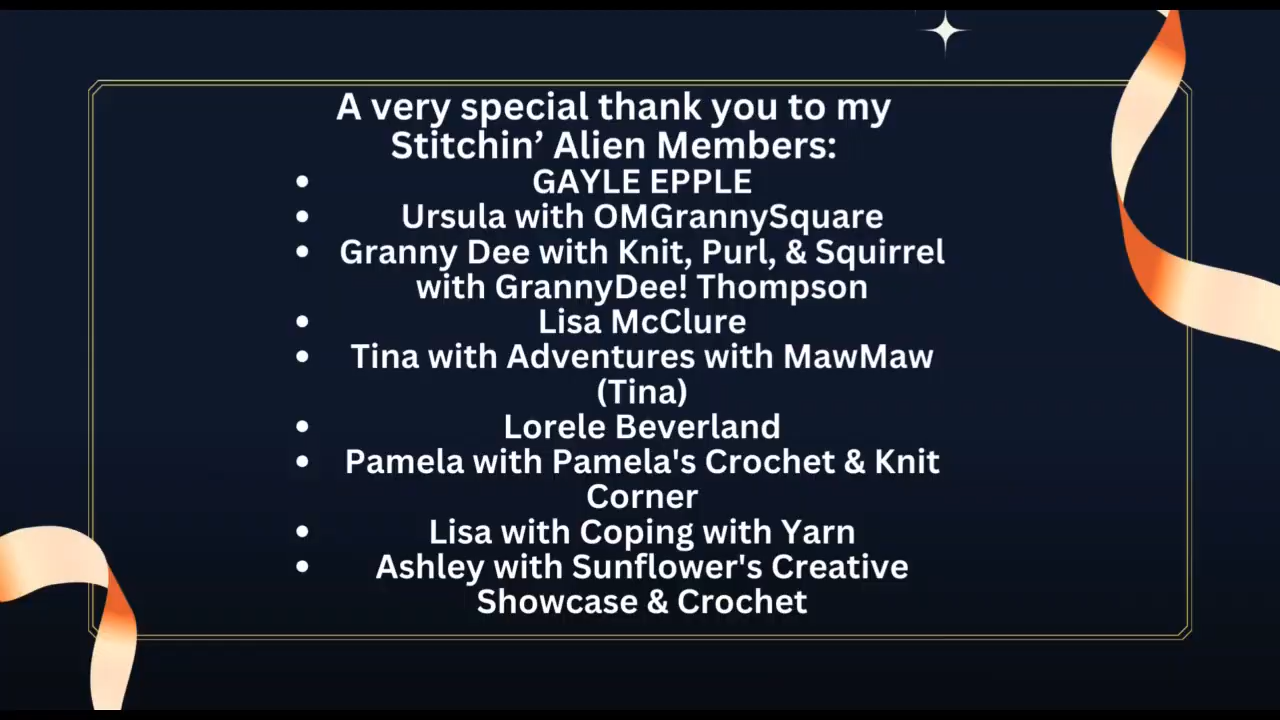 A very special thank you to my
Stitchin’ Alien Members:
• GAYLE EPPLE
• Ursula with OMGrannySquare
• Granny Dee with Knit, Purl, & Squirrel
with GrannyDee! Thompson
• Lisa McClure
• Tina with Adventures with MawMaw
(Tina)
• Lorele Beverland
• Pamela with Pamela's Crochet & Knit
Corner
• Lisa with Coping with Yarn
• Ashley with Sunflower's Creative
Showcase & Crochet